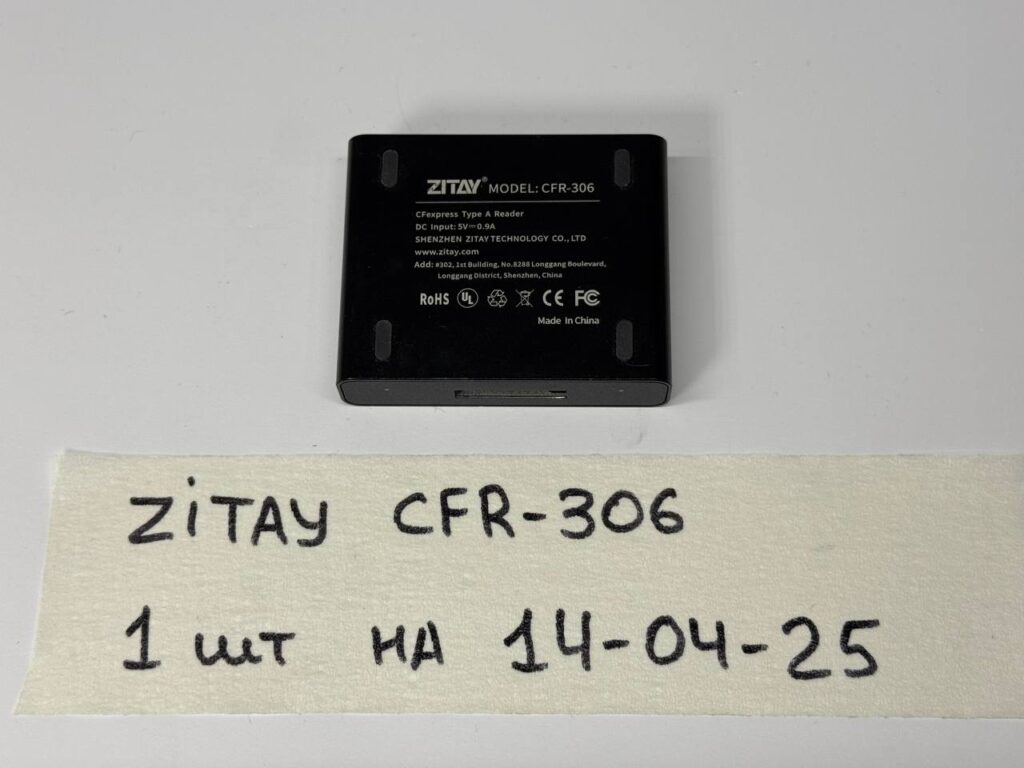 ZITAY® MODEL: CFR-306
CFexpress Type A Reader
DC Input: 5V⎓0.9A
SHENZHEN ZITAY TECHNOLOGY CO., LTD
www.zitay.com
Add: #302, 1st Building, No.8288 Longgang Boulevard,
Longgang District, Shenzhen, China
RoHS UL CE FC
Made In China
ZiTAY CFR-306
1 шт НА 14-04-25